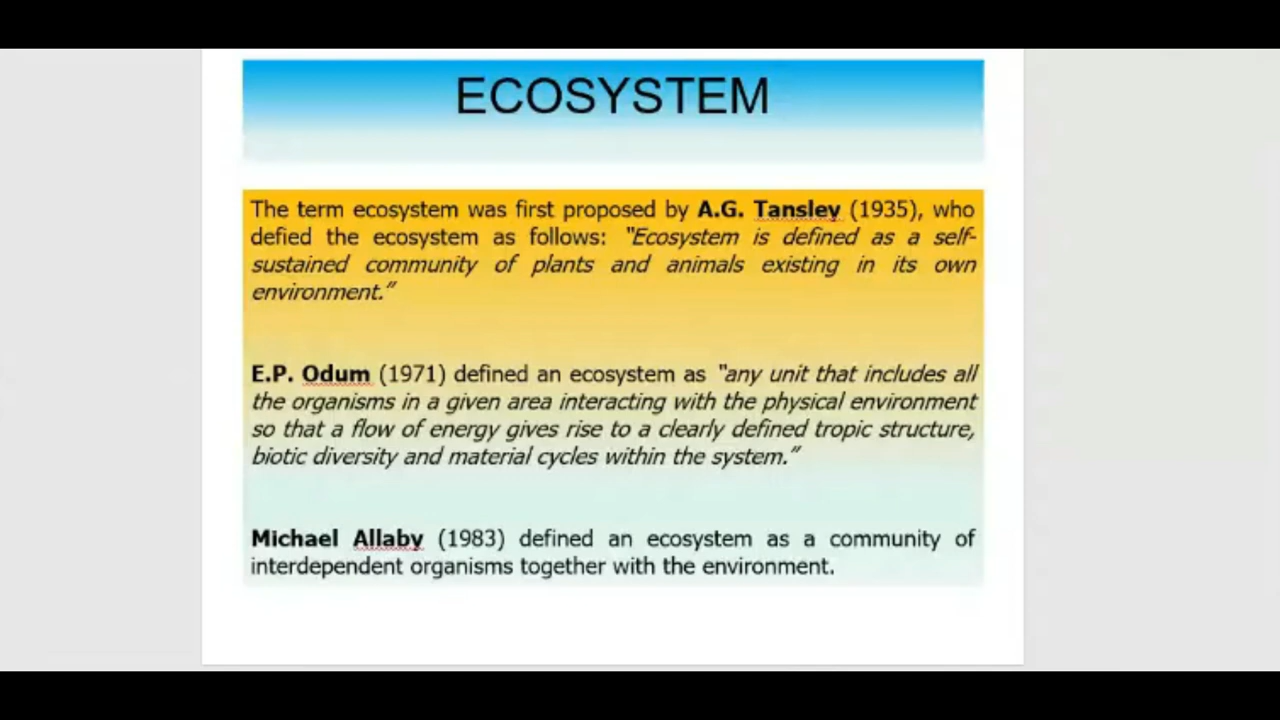 ECOSYSTEM
The term ecosystem was first proposed by A.G. Tansley (1935), who
defied the ecosystem as follows: “Ecosystem is defined as a self-
sustained community of plants and animals existing in its own
environment.”
E.P. Odum (1971) defined an ecosystem as “any unit that includes all
the organisms in a given area interacting with the physical environment
so that a flow of energy gives rise to a clearly defined tropic structure,
biotic diversity and material cycles within the system.”
Michael Allaby (1983) defined an ecosystem as a community of
interdependent organisms together with the environment.